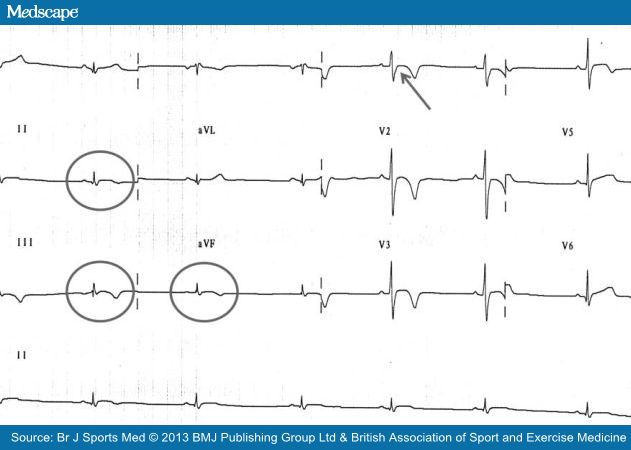 Medscape
II aVL V2 V5
III aVF V3 V6
II
Source: Br J Sports Med © 2013 BMJ Publishing Group Ltd & British Association of Sport and Exercise Medicine